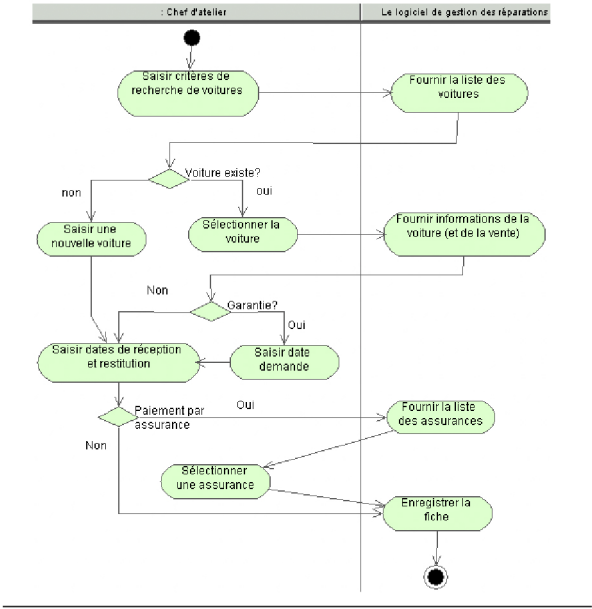 : Chef d'atelier
Le logiciel de gestion des réparations
Saisir critères de
recherche de voitures
Fournir la liste des
voitures
Voiture existe?
non
oui
Saisir une
nouvelle voiture
Sélectionner la
voiture
Fournir informations de la
voiture (et de la vente)
Non
Garantie?
Oui
Saisir dates de réception
et restitution
Saisir date
demande
Paiement par
assurance
Oui
Non
Fournir la liste
des assurances
Sélectionner
une assurance
Enregistrer la
fiche